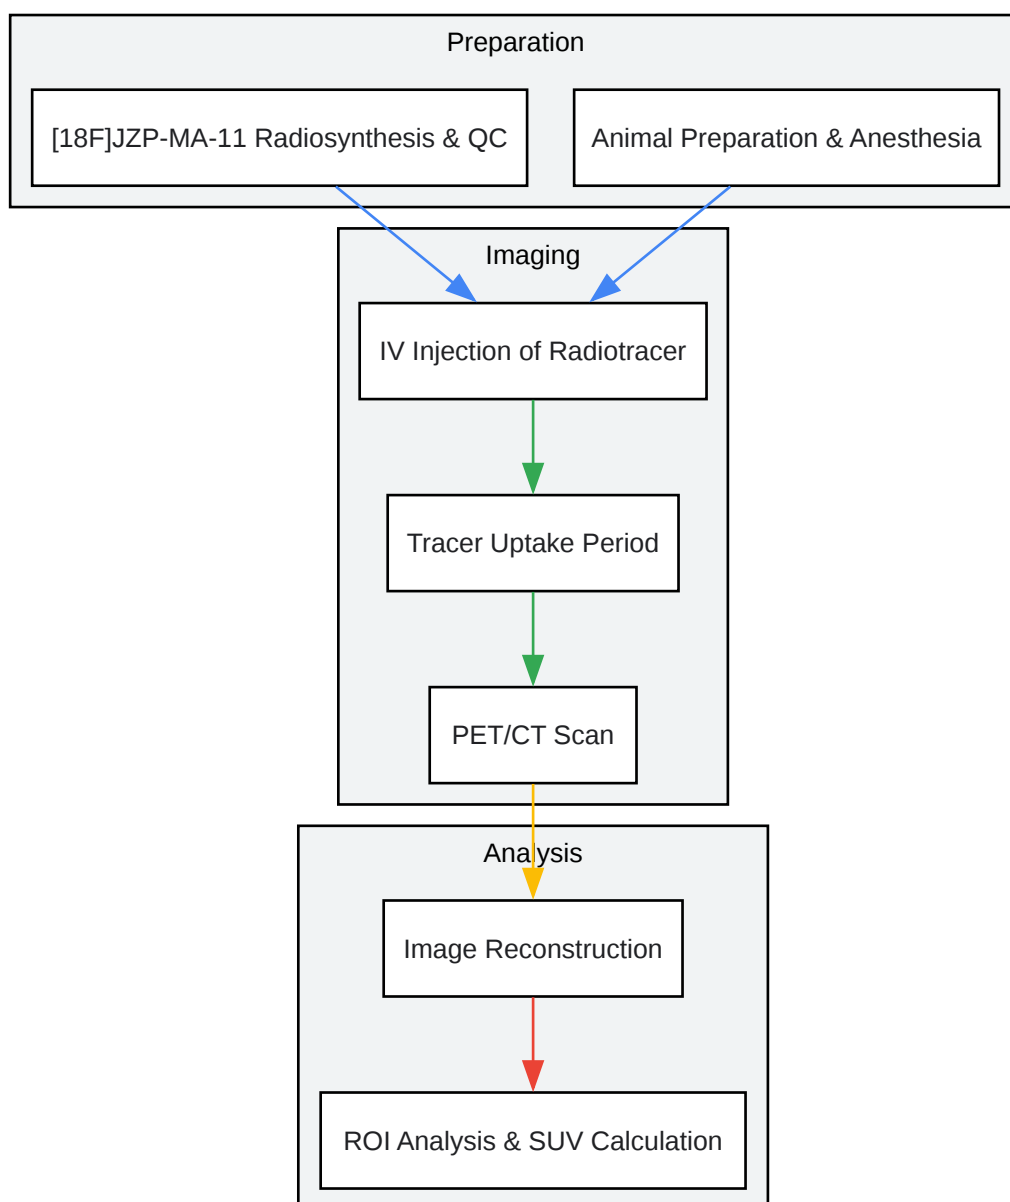 Preparation
[18F]JZP-MA-11 Radiosynthesis & QC
Animal Preparation & Anesthesia
Imaging
IV Injection of Radiotracer
Tracer Uptake Period
PET/CT Scan
Analysis
Image Reconstruction
ROI Analysis & SUV Calculation